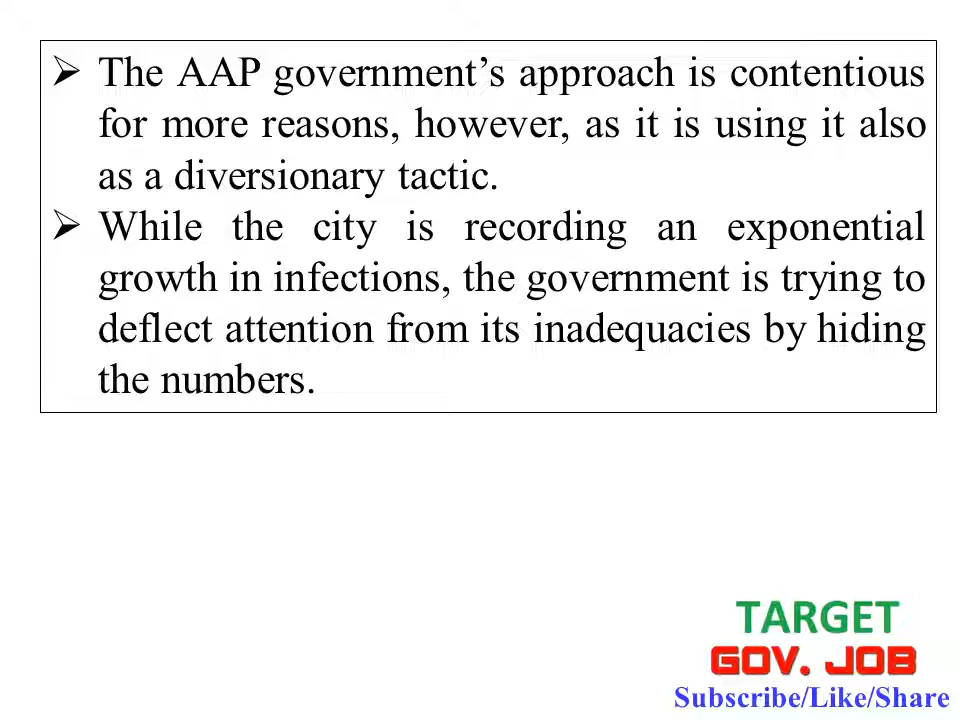 ➢ The AAP government’s approach is contentious
for more reasons, however, as it is using it also
as a diversionary tactic.
➢ While the city is recording an exponential
growth in infections, the government is trying to
deflect attention from its inadequacies by hiding
the numbers.
TARGET
GOV. JOB
Subscribe/Like/Share